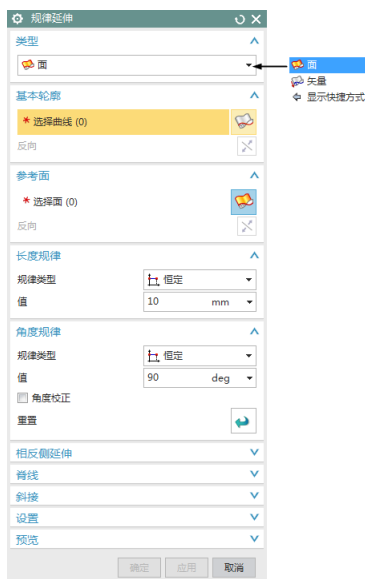 规律延伸
类型
面
面
矢量
显示快捷方式
基本轮廓
* 选择曲线 (0)
反向
参考面
* 选择面 (0)
反向
长度规律
规律类型 恒定
值 10 mm
角度规律
规律类型 恒定
值 90 deg
角度校正
重置
相反侧延伸
脊线
斜接
设置
预览
确定 应用 取消